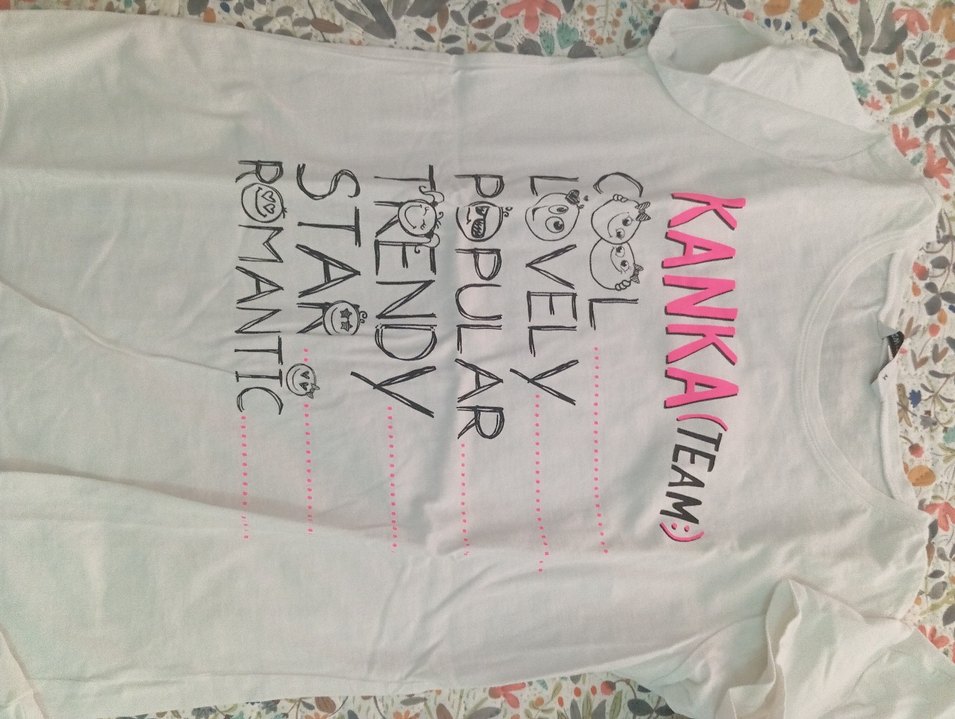 KANKA (TEAM:)
COOL ....................
LOVELY ....................
POPULAR ....................
TRENDY ....................
STAR ....................
ROMANTIC ....................